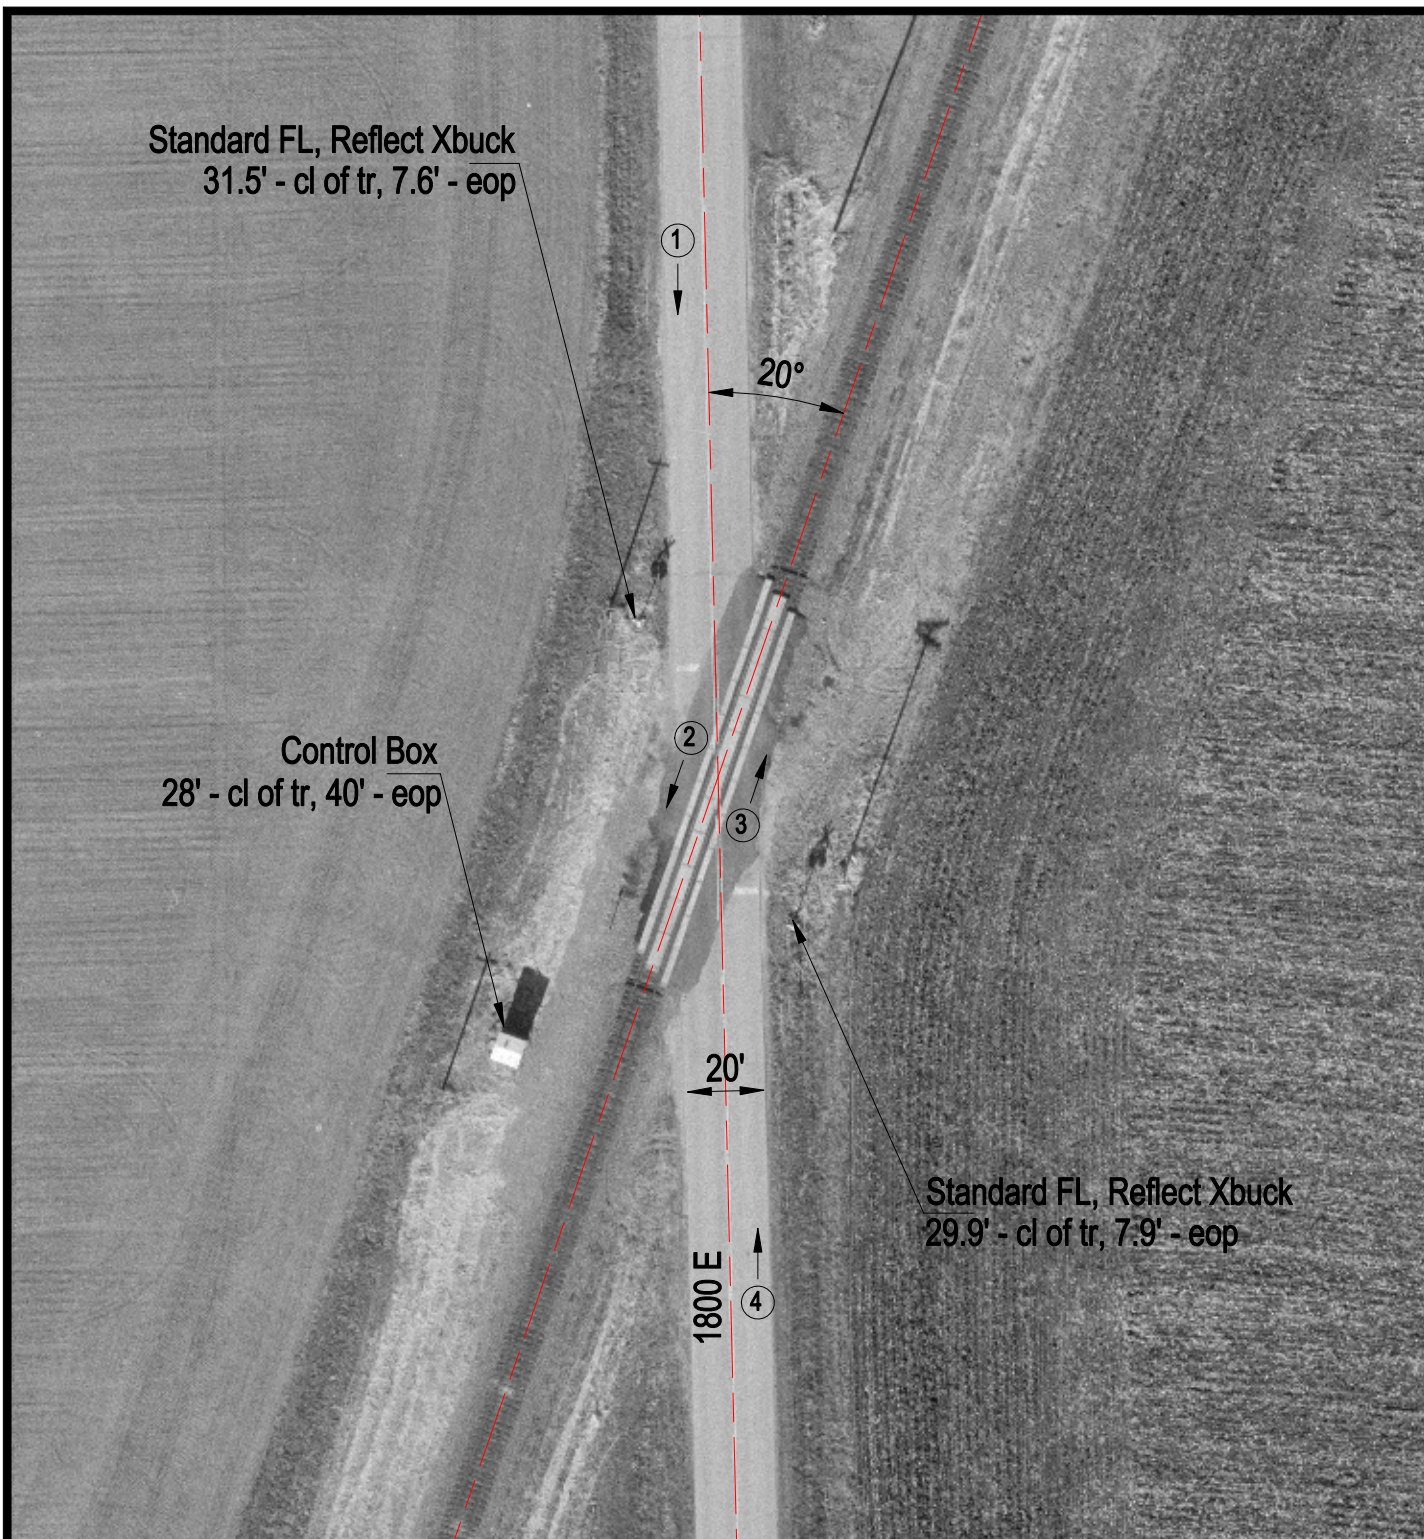 Standard FL, Reflect Xbuck
31.5' - cl of tr, 7.6' - eop
1
20°
2
Control Box
28' - cl of tr, 40' - eop
3
20'
Standard FL, Reflect Xbuck
29.9' - cl of tr, 7.9' - eop
1800 E
4